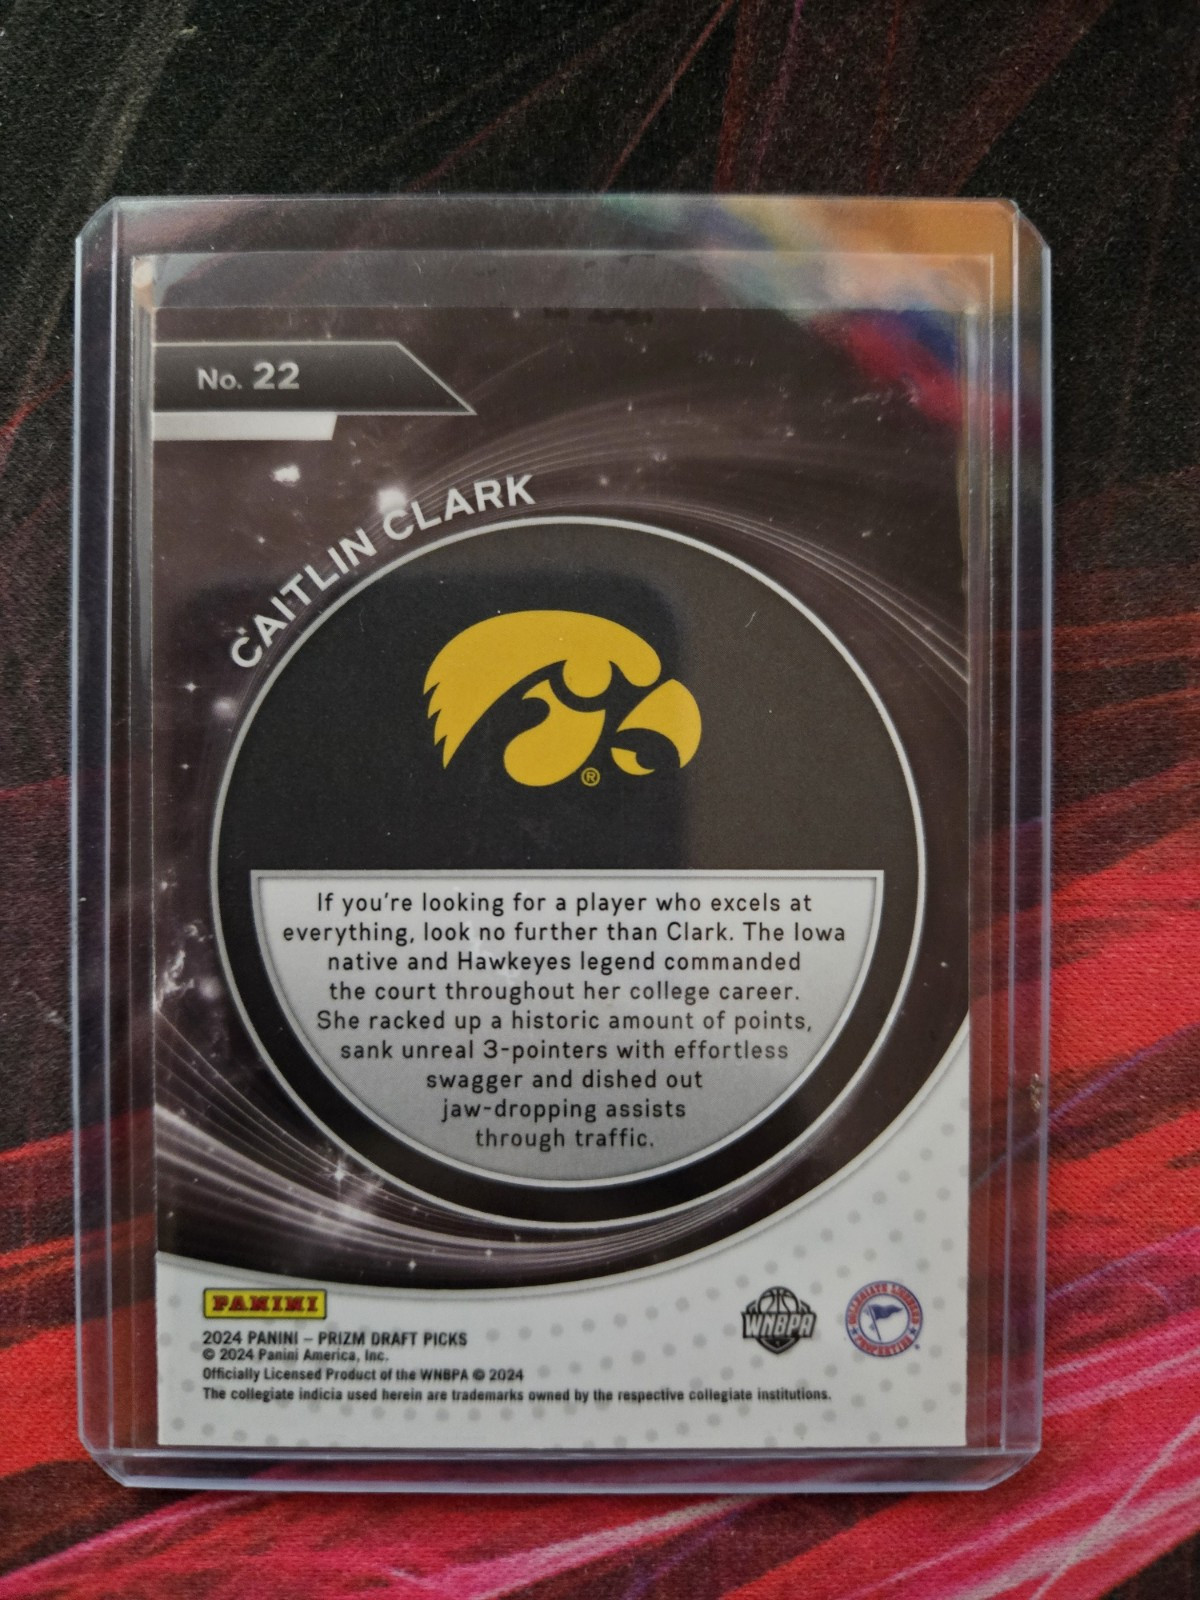 No. 22
CAITLIN CLARK
®
If you're looking for a player who excels at
everything, look no further than Clark. The Iowa
native and Hawkeyes legend commanded
the court throughout her college career.
She racked up a historic amount of points,
sank unreal 3-pointers with effortless
swagger and dished out
jaw-dropping assists
through traffic.
PANINI
2024 PANINI – PRIZM DRAFT PICKS
© 2024 Panini America, Inc.
Officially Licensed Product of the WNBPA © 2024
The collegiate indicia used herein are trademarks owned by the respective collegiate institutions.
WNBPA
COLLEGIATE LICENSED
PROPERTIES